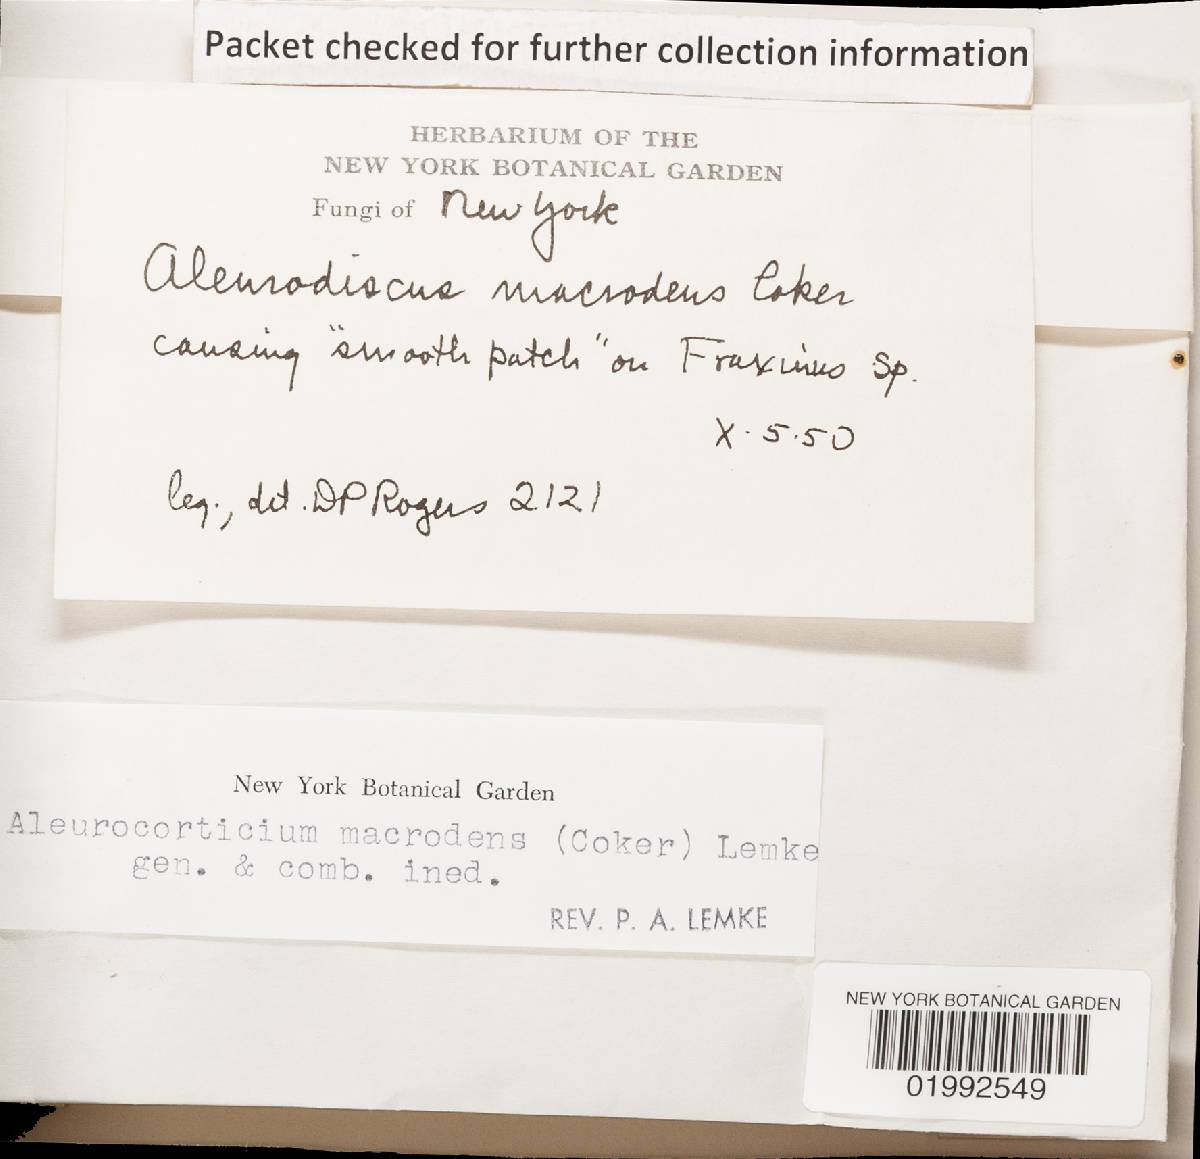 Packet checked for further collection information
HERBARIUM OF THE
NEW YORK BOTANICAL GARDEN
Fungi of New York
Aleurodiscus macrodens Coker
causing "smooth patch" on Fraxinus sp.
X.5.50
leg., det. DP Rogers 2121
New York Botanical Garden
Aleurocorticium macrodens (Coker) Lemke
gen. & comb. ined.
REV. P. A. LEMKE
NEW YORK BOTANICAL GARDEN
01992549